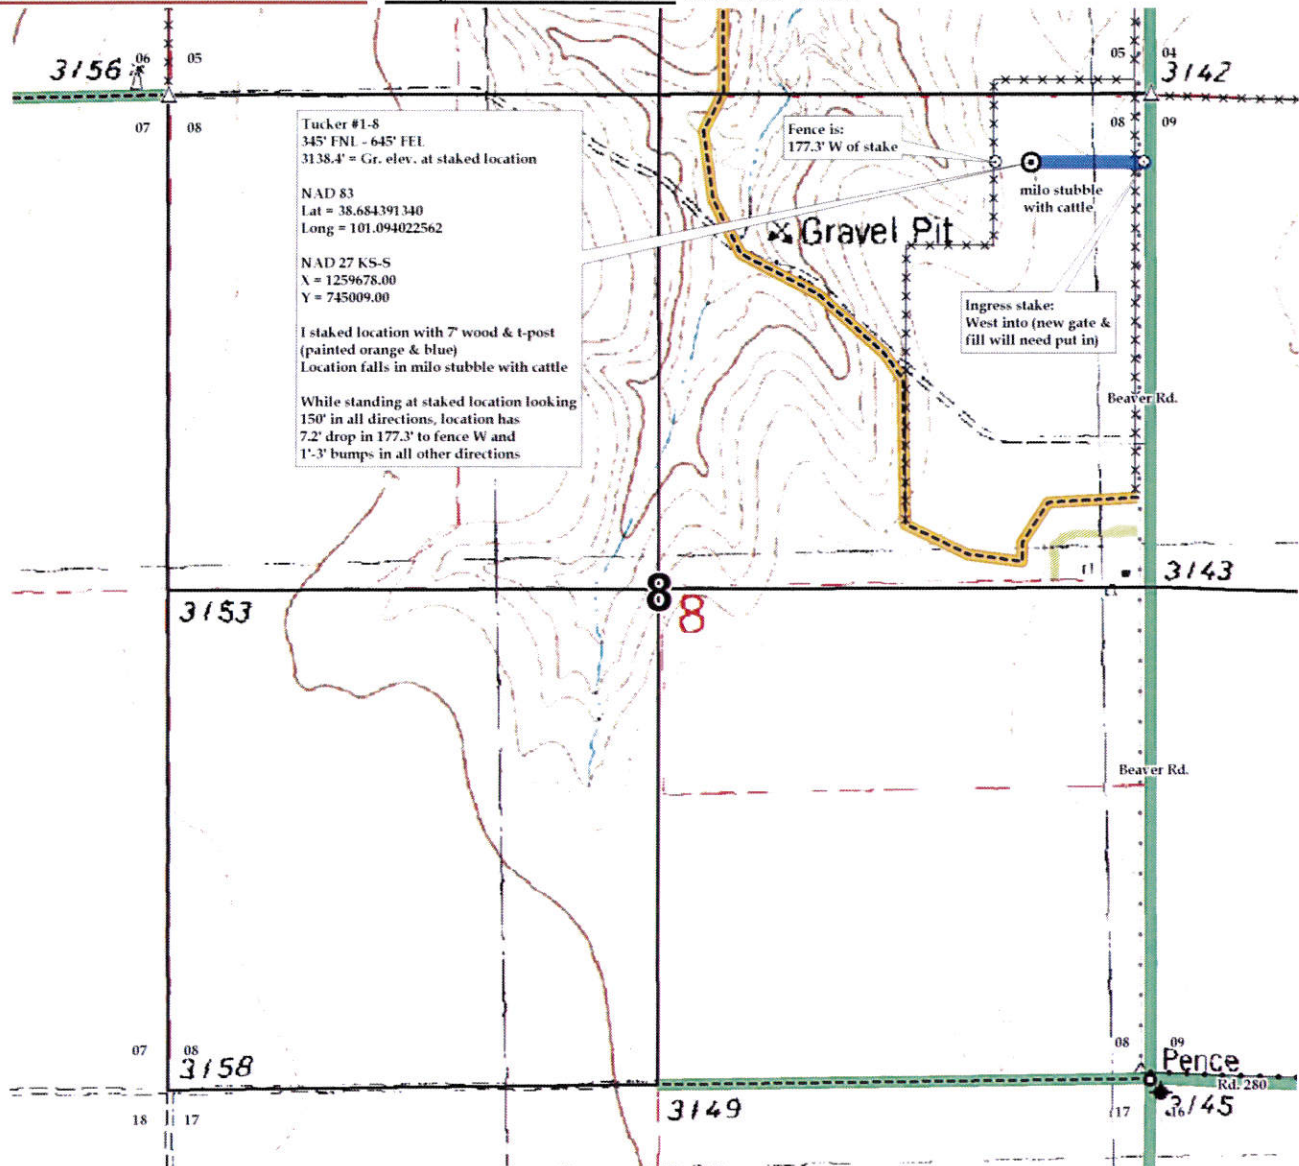 06 05
05 04
3156
3142
07 08
08 09
Tucker #1-8
345' FNL - 645' FEL
3138.4' = Gr. elev. at staked location
NAD 83
Lat = 38.684391340
Long = 101.094022562
NAD 27 KS-S
X = 1259678.00
Y = 745009.00
I staked location with 7' wood & t-post
(painted orange & blue)
Location falls in milo stubble with cattle
While standing at staked location looking
150' in all directions, location has
7.2' drop in 177.3' to fence W and
1'-3' bumps in all other directions
Fence is:
177.3' W of stake
milo stubble
with cattle
Gravel Pit
Ingress stake:
West into (new gate &
fill will need put in)
Beaver Rd.
3143
3153
8
8
8
Beaver Rd.
07 08
08 09
3158
Pence
Rd. 280
3149
3145
18 17
17 16